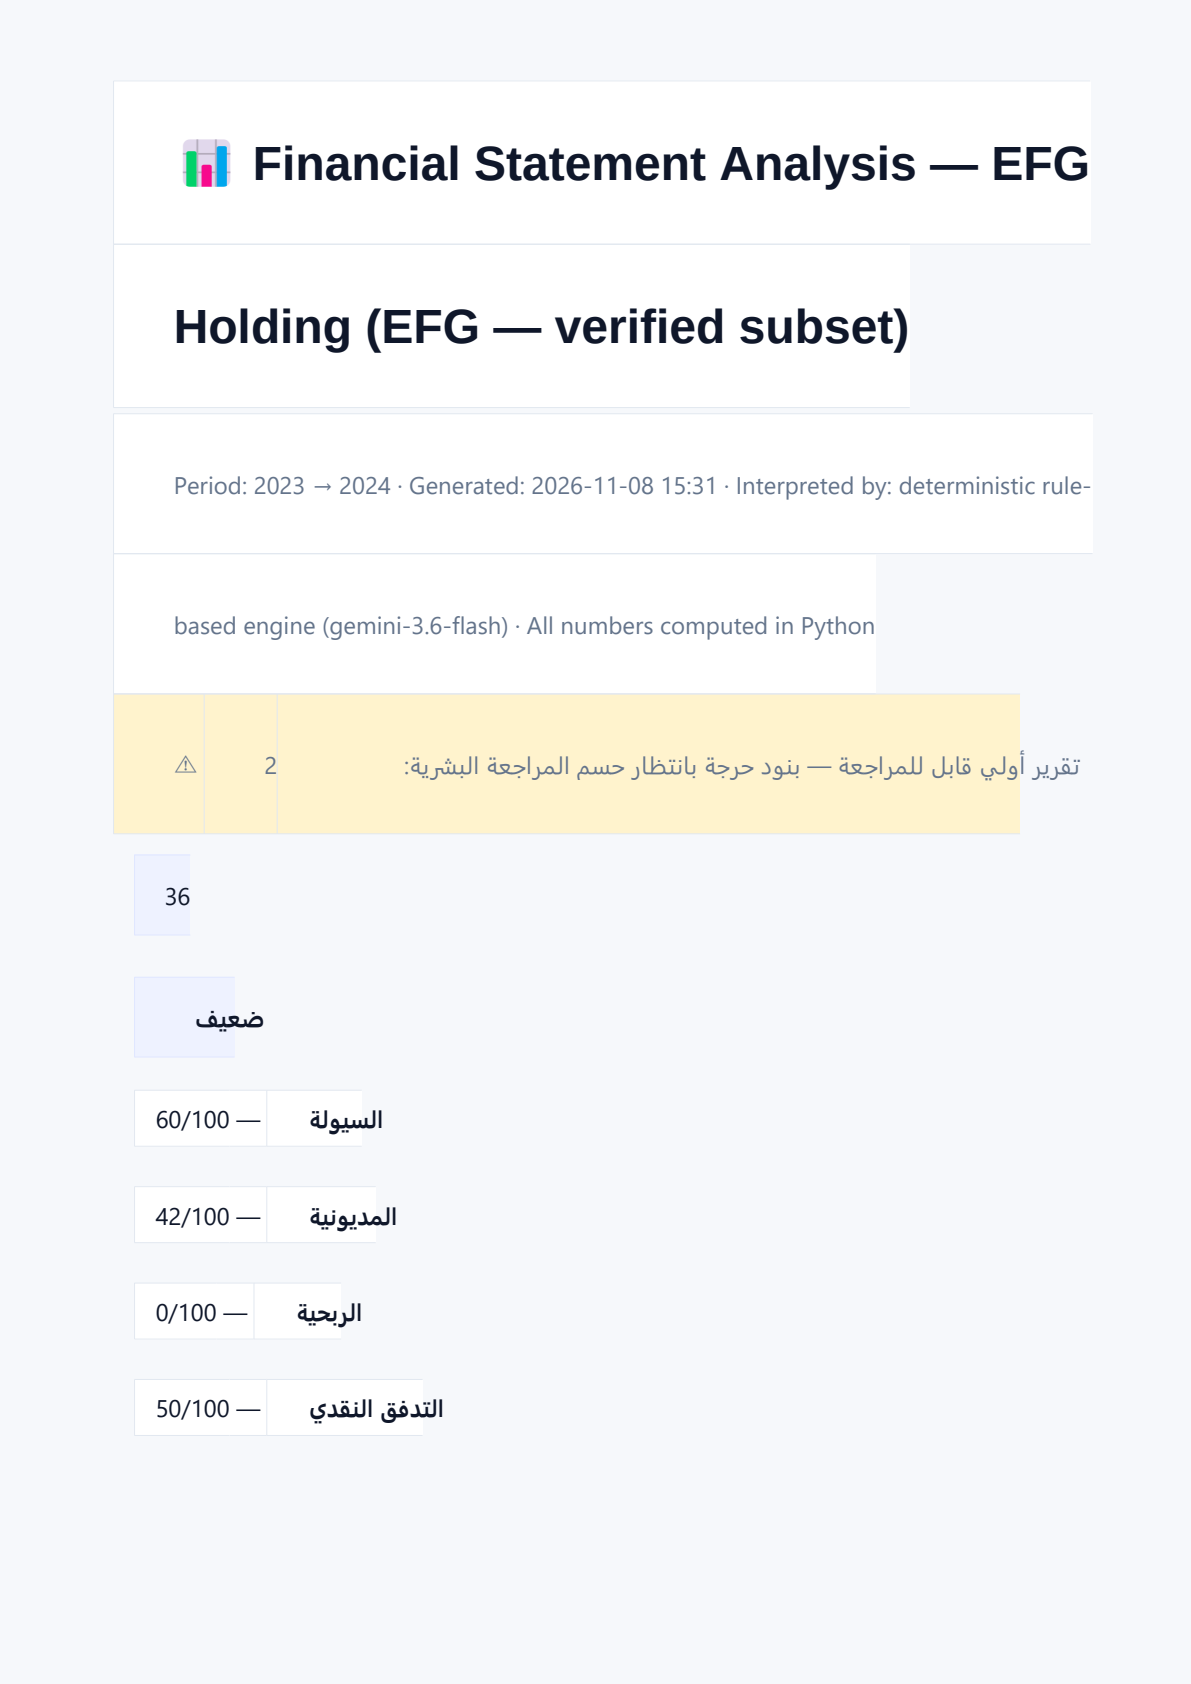 📊 Financial Statement Analysis — EFG
Holding (EFG — verified subset)
Period: 2023 → 2024 · Generated: 2026-11-08 15:31 · Interpreted by: deterministic rule-
based engine (gemini-3.6-flash) · All numbers computed in Python
⚠ 2 تقرير أولي قابل للمراجعة — بنود حرجة بانتظار حسم المراجعة البشرية:
36
ضعيف
السيولة — 60/100
المديونية — 42/100
الربحية — 0/100
التدفق النقدي — 50/100